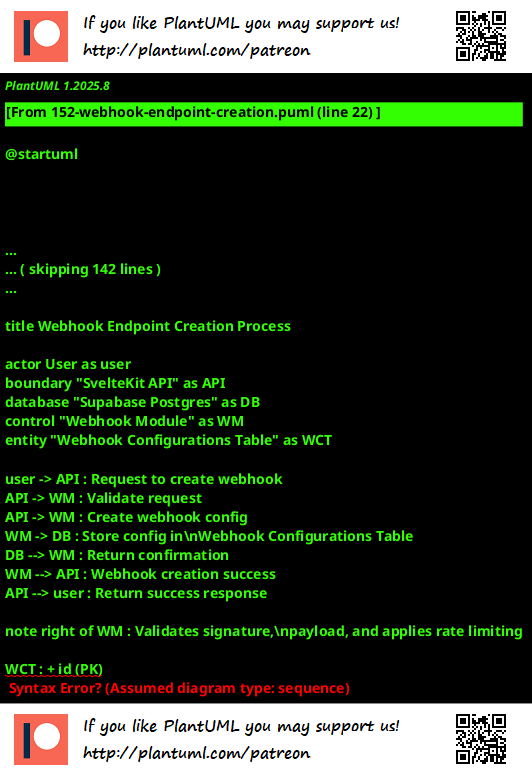 If you like PlantUML you may support us!
http://plantuml.com/patreon
PlantUML 1.2025.8
[From 152-webhook-endpoint-creation.puml (line 22) ]
@startuml
...
... ( skipping 142 lines )
...
title Webhook Endpoint Creation Process
actor User as user
boundary "SvelteKit API" as API
database "Supabase Postgres" as DB
control "Webhook Module" as WM
entity "Webhook Configurations Table" as WCT
user -> API : Request to create webhook
API -> WM : Validate request
API -> WM : Create webhook config
WM -> DB : Store config in\nWebhook Configurations Table
DB --> WM : Return confirmation
WM --> API : Webhook creation success
API --> user : Return success response
note right of WM : Validates signature,\npayload, and applies rate limiting
WCT : + id (PK)
Syntax Error? (Assumed diagram type: sequence)
If you like PlantUML you may support us!
http://plantuml.com/patreon